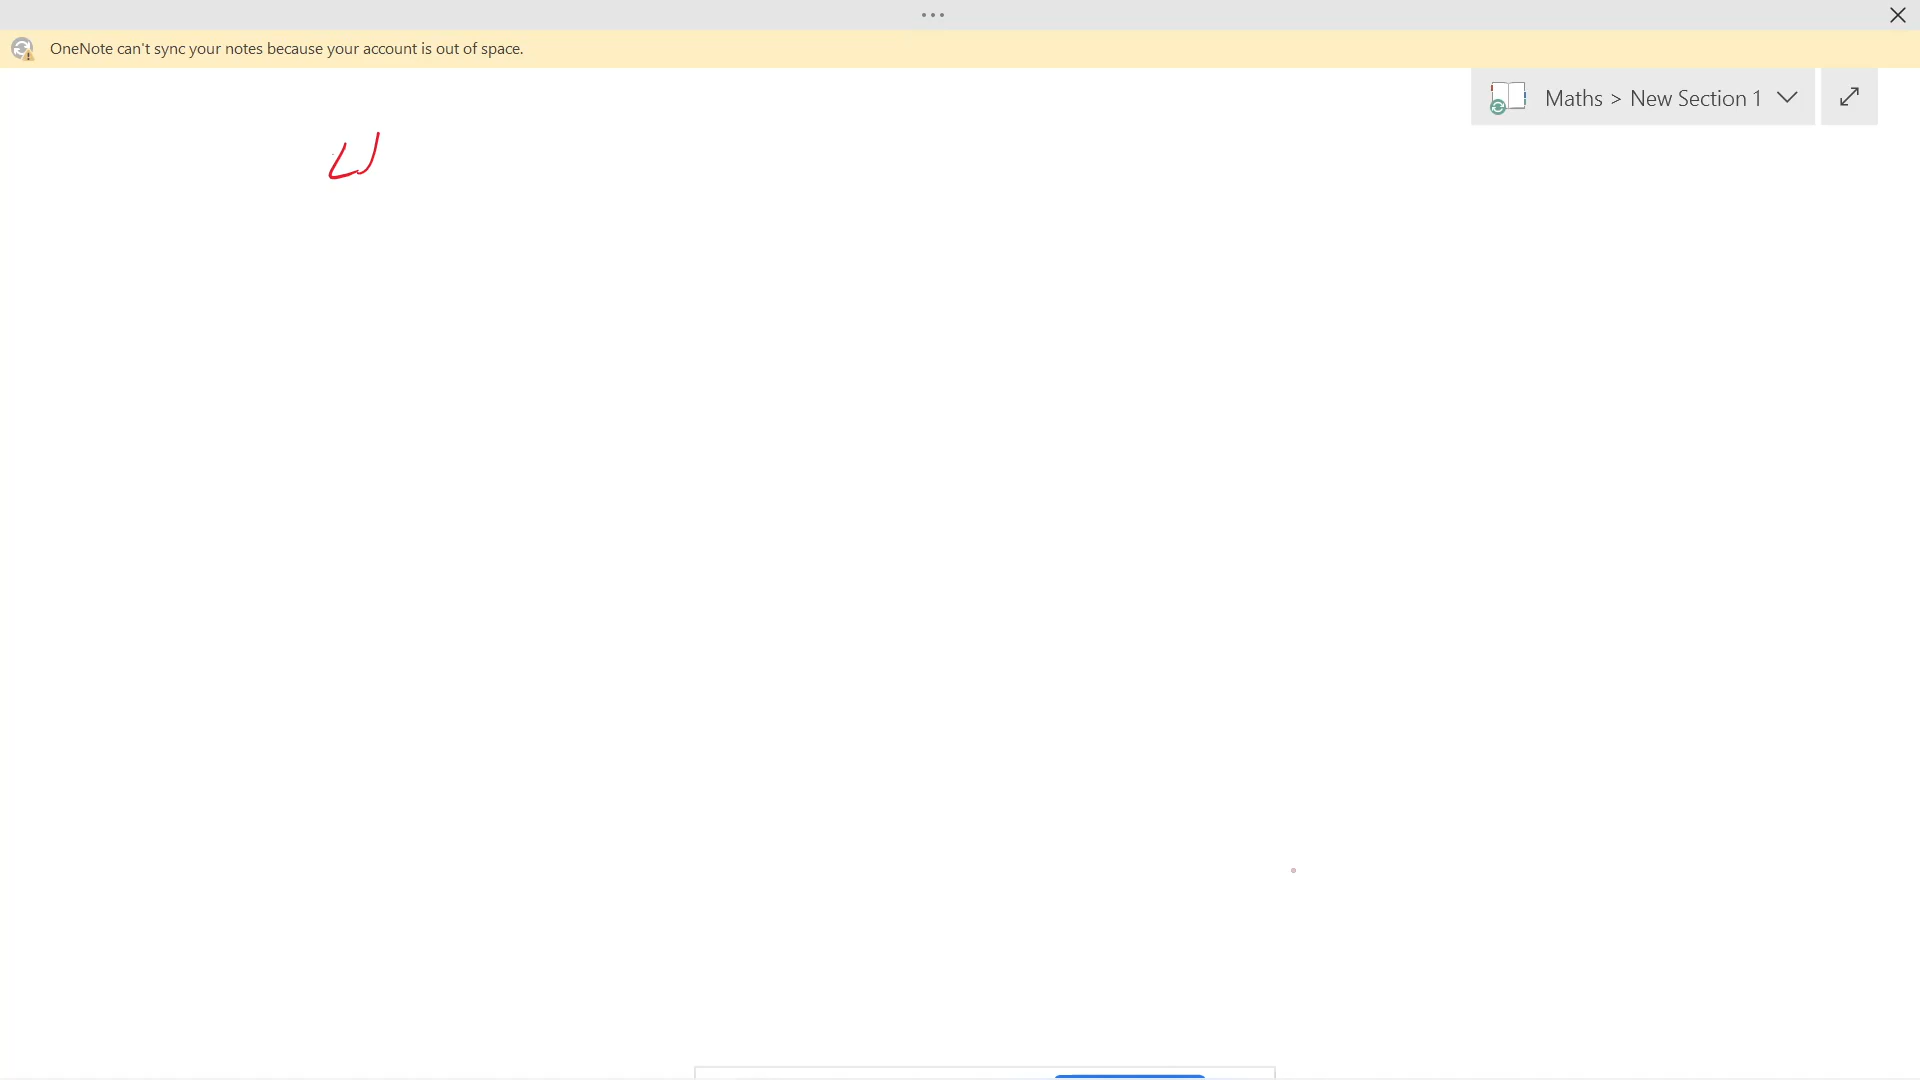 OneNote can't sync your notes because your account is out of space.
Maths > New Section 1